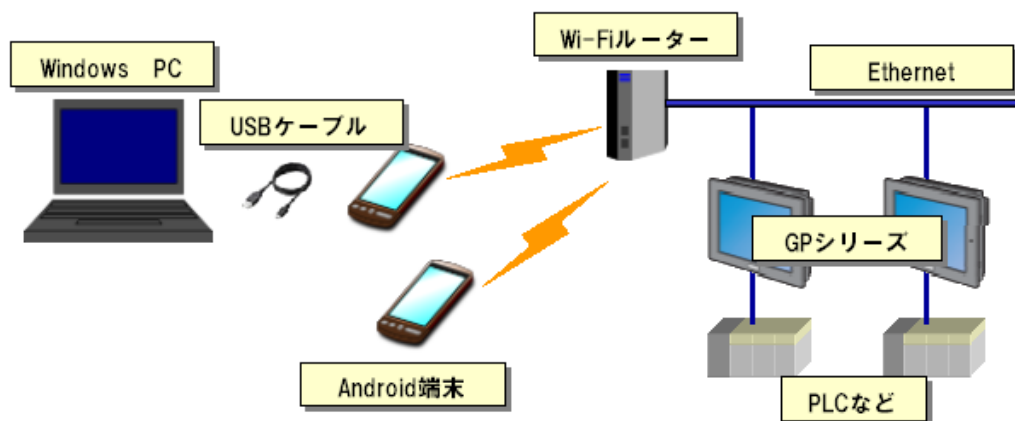 Wi-Fiルーター
Windows PC
Ethernet
USBケーブル
GPシリーズ
Android端末
PLCなど